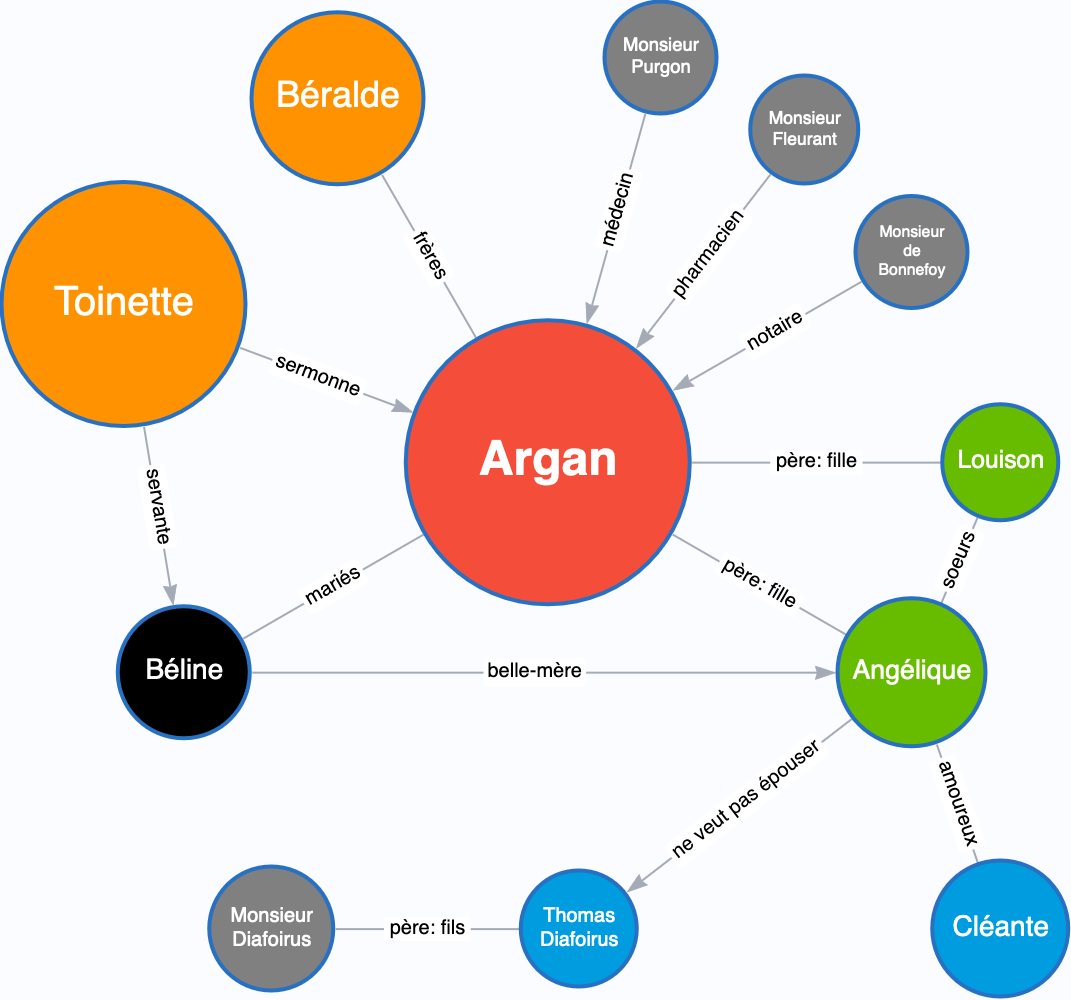 Béralde
Monsieur
Purgon
Monsieur
Fleurant
Monsieur
de
Bonnefoy
Toinette
frères
médecin
pharmacien
notaire
sermonne
Argan
père: fille
Louison
servante
mariés
père: fille
soeurs
Béline
belle-mère
Angélique
ne veut pas épouser
amoureux
Monsieur
Diafoirus
père: fils
Thomas
Diafoirus
Cléante